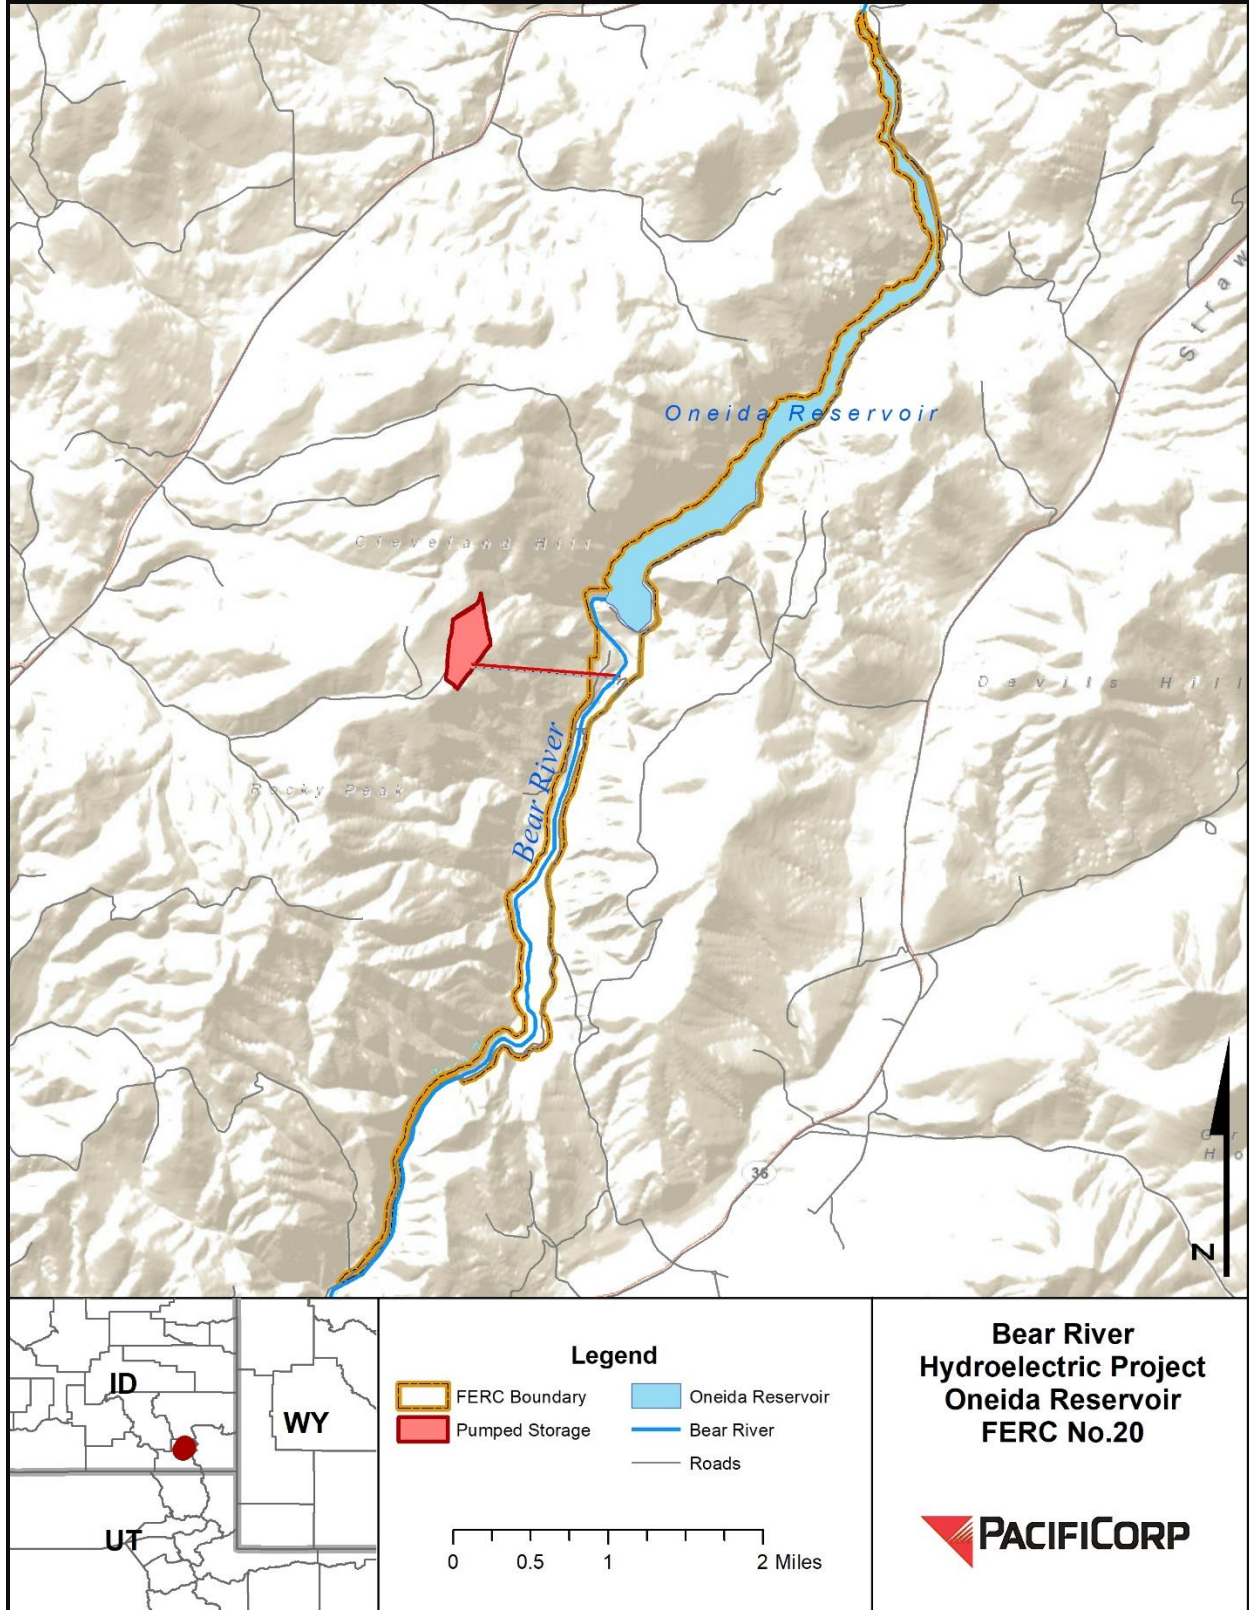 Straw
Oneida Reservoir
Cleveland Hill
Devils Hill
Bear River
Rocky Peak
36
N
ID
WY
UT
Legend
FERC Boundary
Pumped Storage
Oneida Reservoir
Bear River
Roads
0 0.5 1 2 Miles
Bear River
Hydroelectric Project
Oneida Reservoir
FERC No.20
PACIFICORP